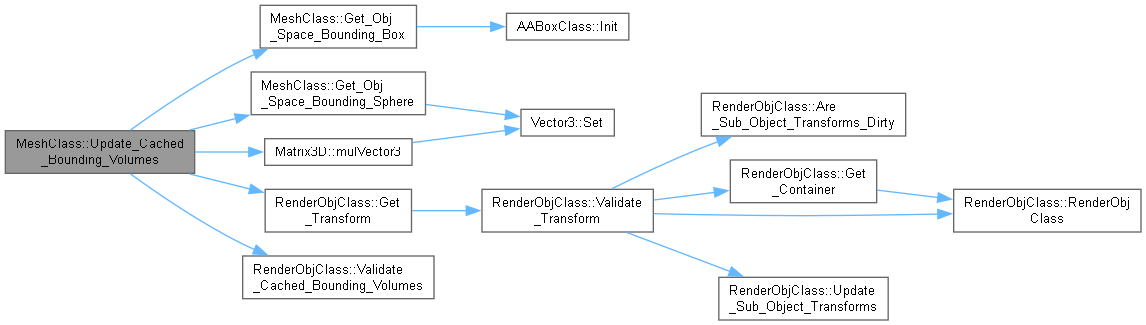 MeshClass::Update_Cached
_Bounding_Volumes
MeshClass::Get_Obj
_Space_Bounding_Box
AABoxClass::Init
MeshClass::Get_Obj
_Space_Bounding_Sphere
Vector3::Set
Matrix3D::mulVector3
RenderObjClass::Get
_Transform
RenderObjClass::Validate
_Transform
RenderObjClass::Are
_Sub_Object_Transforms_Dirty
RenderObjClass::Get
_Container
RenderObjClass::RenderObj
Class
RenderObjClass::Update
_Sub_Object_Transforms
RenderObjClass::Validate
_Cached_Bounding_Volumes